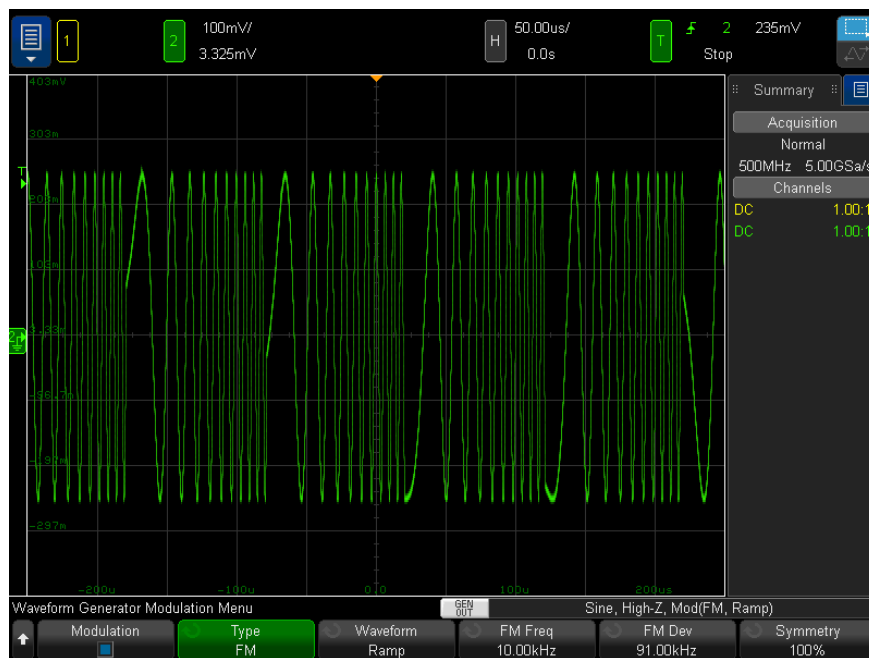 1
2
100mV/
3.325mV
H
50.00us/
0.0s
T
2
235mV
Stop
403mV
303m
203m
103m
3.33m
-96.7m
-197m
-297m
T
2
-200u
-100u
0.0
100u
200us
Summary
Acquisition
Normal
500MHz 5.00GSa/s
Channels
DC 1.00:1
DC 1.00:1
Waveform Generator Modulation Menu
GEN
OUT
Sine, High-Z, Mod(FM, Ramp)
Modulation
Type
FM
Waveform
Ramp
FM Freq
10.00kHz
FM Dev
91.00kHz
Symmetry
100%